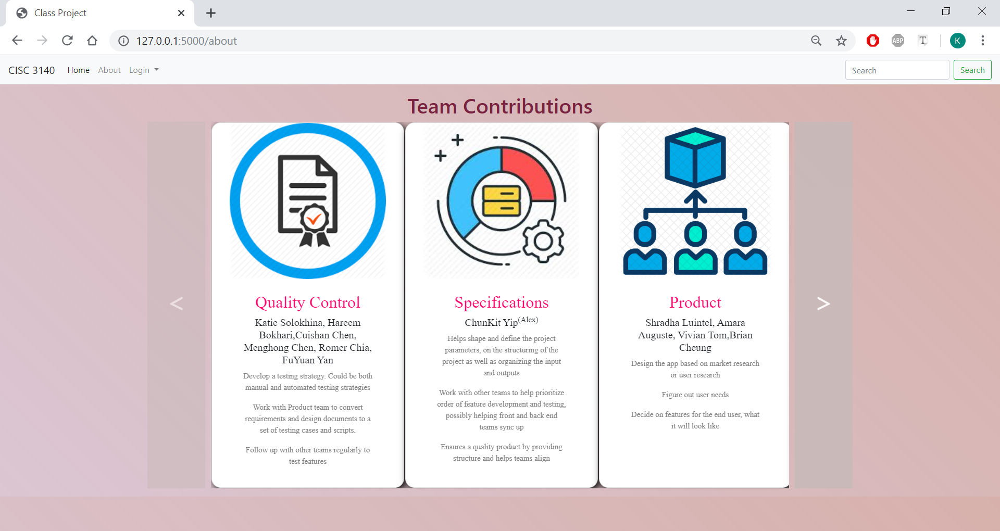 Class Project
127.0.0.1:5000/about
ABP
T
K
CISC 3140 Home About Login
Search Search
Team Contributions
<
Quality Control
Katie Solokhina, Hareem
Bokhari,Cuishan Chen,
Menghong Chen, Romer Chia,
FuYuan Yan
Develop a testing strategy. Could be both
manual and automated testing strategies
Work with Product team to convert
requirements and design documents to a
set of testing cases and scripts.
Follow up with other teams regularly to
test features
Specifications
ChunKit Yip(Alex)
Helps shape and define the project
parameters, on the structuring of the
project as well as organizing the input
and outputs
Work with other teams to help prioritize
order of feature development and testing,
possibly helping front and back end
teams sync up
Ensures a quality product by providing
structure and helps teams align
Product
Shradha Luintel, Amara
Auguste, Vivian Tom,Brian
Cheung
Design the app based on market research
or user research
Figure out user needs
Decide on features for the end user, what
it will look like
>